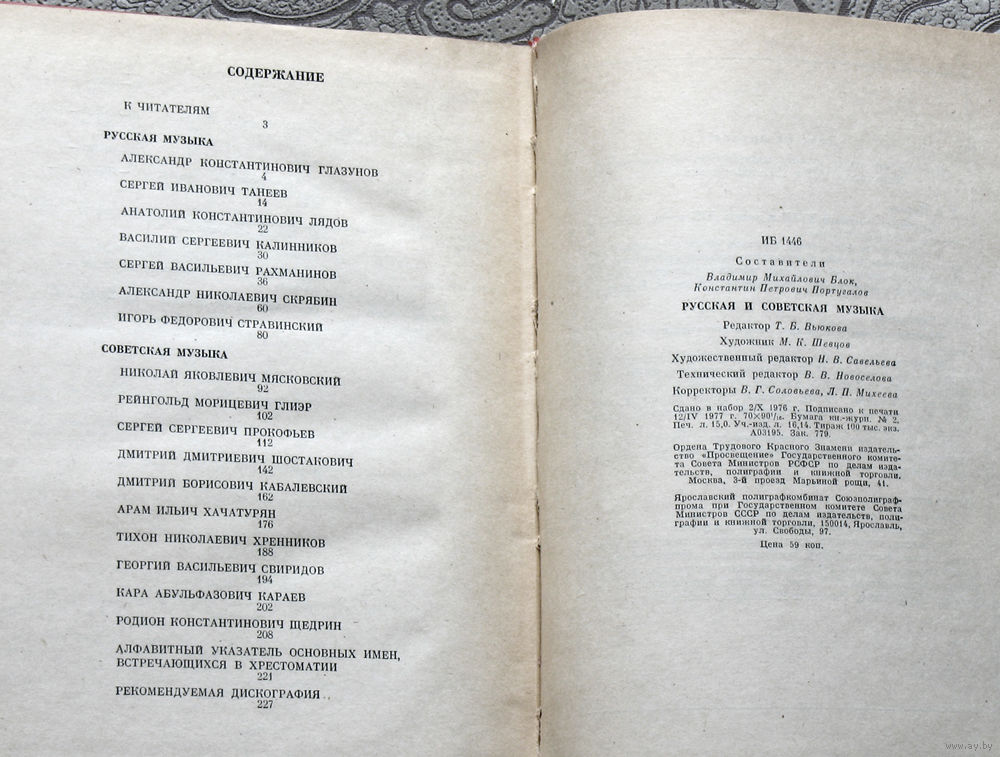 СОДЕРЖАНИЕ
К ЧИТАТЕЛЯМ
3
РУССКАЯ МУЗЫКА
АЛЕКСАНДР КОНСТАНТИНОВИЧ ГЛАЗУНОВ
4
СЕРГЕЙ ИВАНОВИЧ ТАНЕЕВ
14
АНАТОЛИЙ КОНСТАНТИНОВИЧ ЛЯДОВ
22
ВАСИЛИЙ СЕРГЕЕВИЧ КАЛИННИКОВ
30
СЕРГЕЙ ВАСИЛЬЕВИЧ РАХМАНИНОВ
36
АЛЕКСАНДР НИКОЛАЕВИЧ СКРЯБИН
60
ИГОРЬ ФЕДОРОВИЧ СТРАВИНСКИЙ
80
СОВЕТСКАЯ МУЗЫКА
НИКОЛАЙ ЯКОВЛЕВИЧ МЯСКОВСКИЙ
92
РЕЙНГОЛЬД МОРИЦЕВИЧ ГЛИЭР
102
СЕРГЕЙ СЕРГЕЕВИЧ ПРОКОФЬЕВ
112
ДМИТРИЙ ДМИТРИЕВИЧ ШОСТАКОВИЧ
142
ДМИТРИЙ БОРИСОВИЧ КАБАЛЕВСКИЙ
162
АРАМ ИЛЬИЧ ХАЧАТУРЯН
176
ТИХОН НИКОЛАЕВИЧ ХРЕННИКОВ
188
ГЕОРГИЙ ВАСИЛЬЕВИЧ СВИРИДОВ
194
КАРА АБУЛЬФАЗОВИЧ КАРАЕВ
202
РОДИОН КОНСТАНТИНОВИЧ ЩЕДРИН
208
АЛФАВИТНЫЙ УКАЗАТЕЛЬ ОСНОВНЫХ ИМЕН,
ВСТРЕЧАЮЩИХСЯ В ХРЕСТОМАТИИ
221
РЕКОМЕНДУЕМАЯ ДИСКОГРАФИЯ
227
ИБ 1446
Составители
Владимир Михайлович Блок,
Константин Петрович Португалов
РУССКАЯ И СОВЕТСКАЯ МУЗЫКА
Редактор Т. Б. Вьюкова
Художник М. К. Шевцов
Художественный редактор Н. В. Савельева
Технический редактор В. В. Новоселова
Корректоры В. Г. Соловьева, Л. П. Михеева
Сдано в набор 2/X 1976 г. Подписано к печати
12/IV 1977 г. 70×90¹/₁₆. Бумага кн.-журн. № 2.
Печ. л. 15,0. Уч.-изд. л. 16,14. Тираж 100 тыс. экз.
А03195. Зак. 779.
Ордена Трудового Красного Знамени издатель-
ство «Просвещение» Государственного комите-
та Совета Министров РСФСР по делам изда-
тельств, полиграфии и книжной торговли.
Москва, 3-й проезд Марьиной рощи, 41.
Ярославский полиграфкомбинат Союзполиграф-
прома при Государственном комитете Совета
Министров СССР по делам издательств, поли-
графии и книжной торговли, 150014, Ярославль,
ул. Свободы, 97.
Цена 59 коп.
www.ay.by